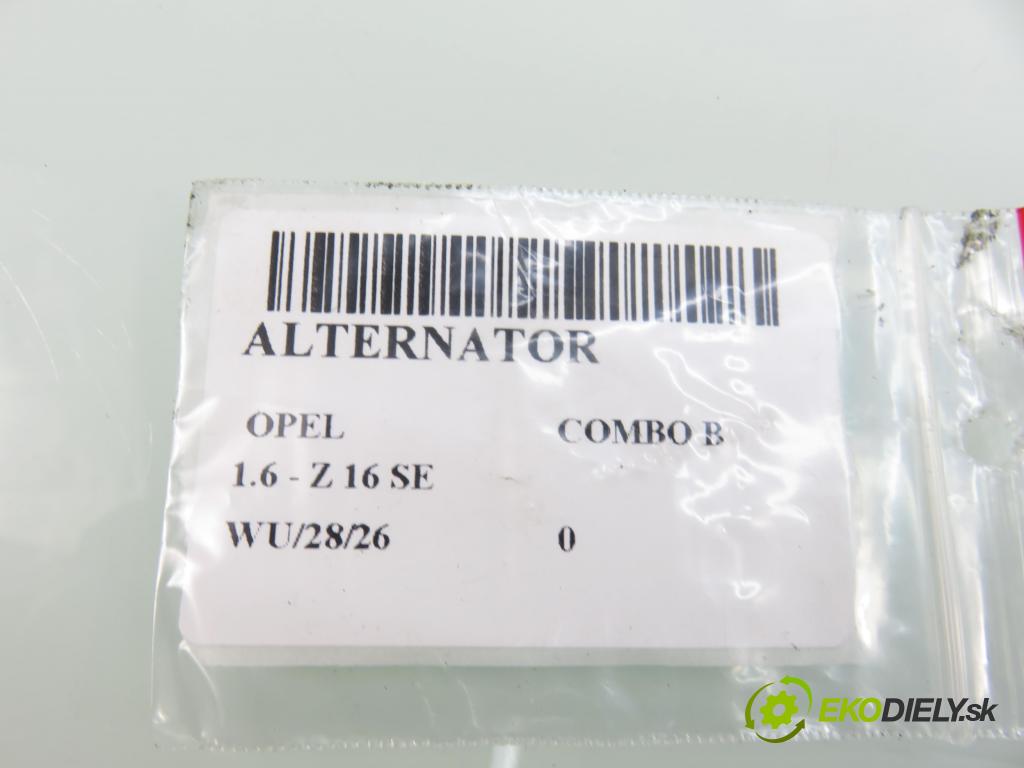 ALTERNATOR
OPEL COMBO B
1.6 - Z 16 SE
WU/28/26 0
EKODIELY.sk